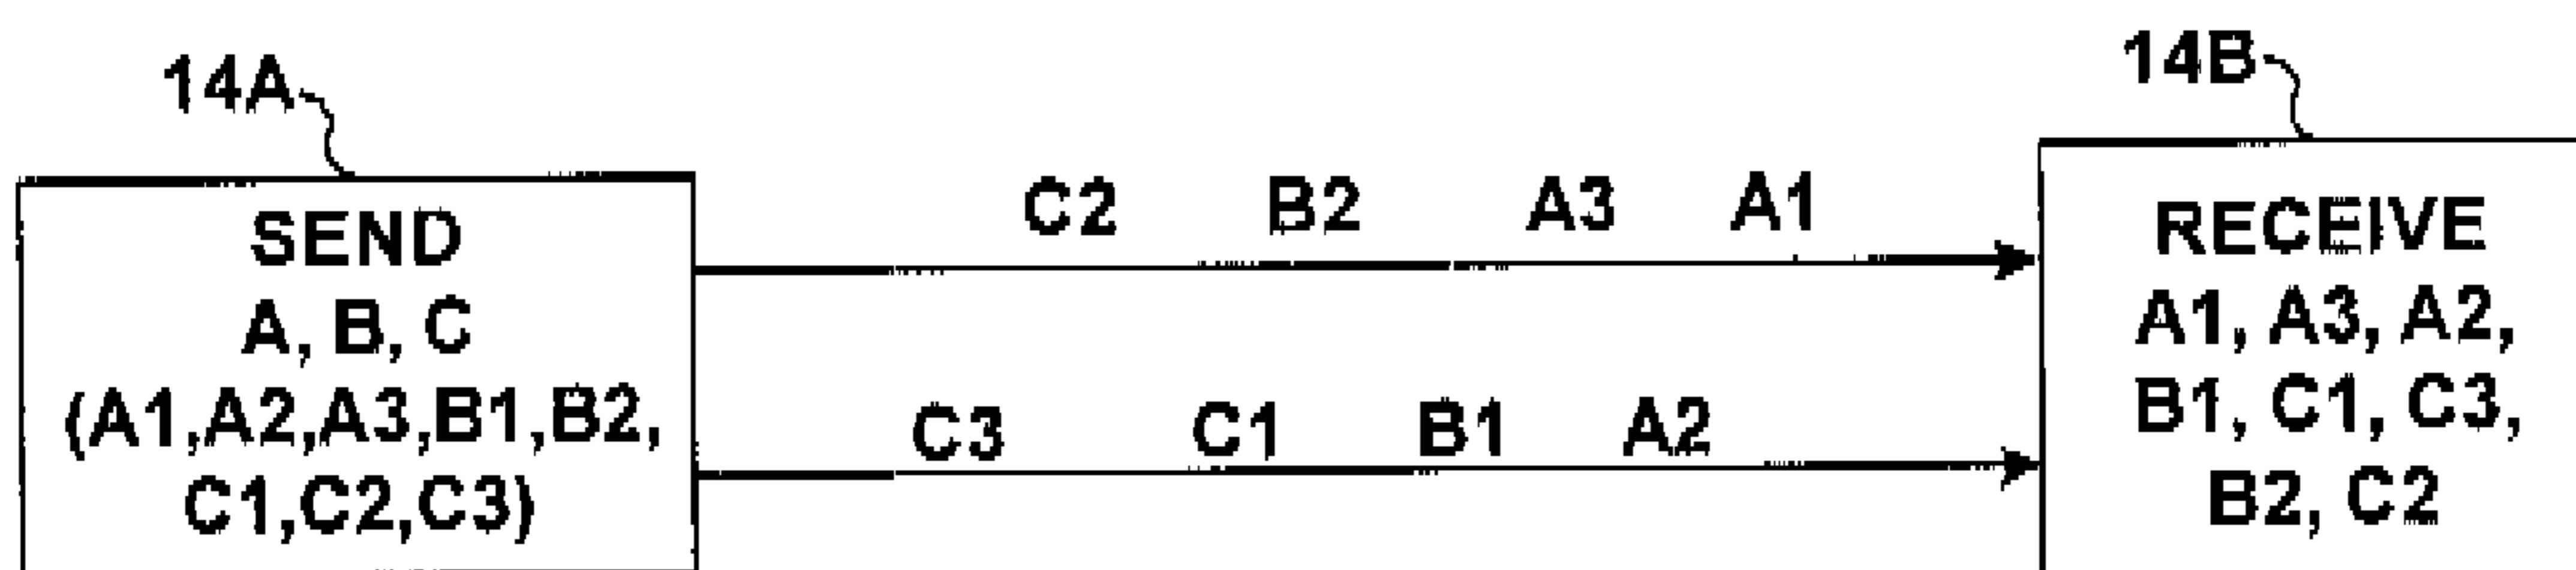 14A
14B
SEND
A, B, C
(A1,A2,A3,B1,B2,
C1,C2,C3)
C2 B2 A3 A1
C3 C1 B1 A2
RECEIVE
A1, A3, A2,
B1, C1, C3,
B2, C2